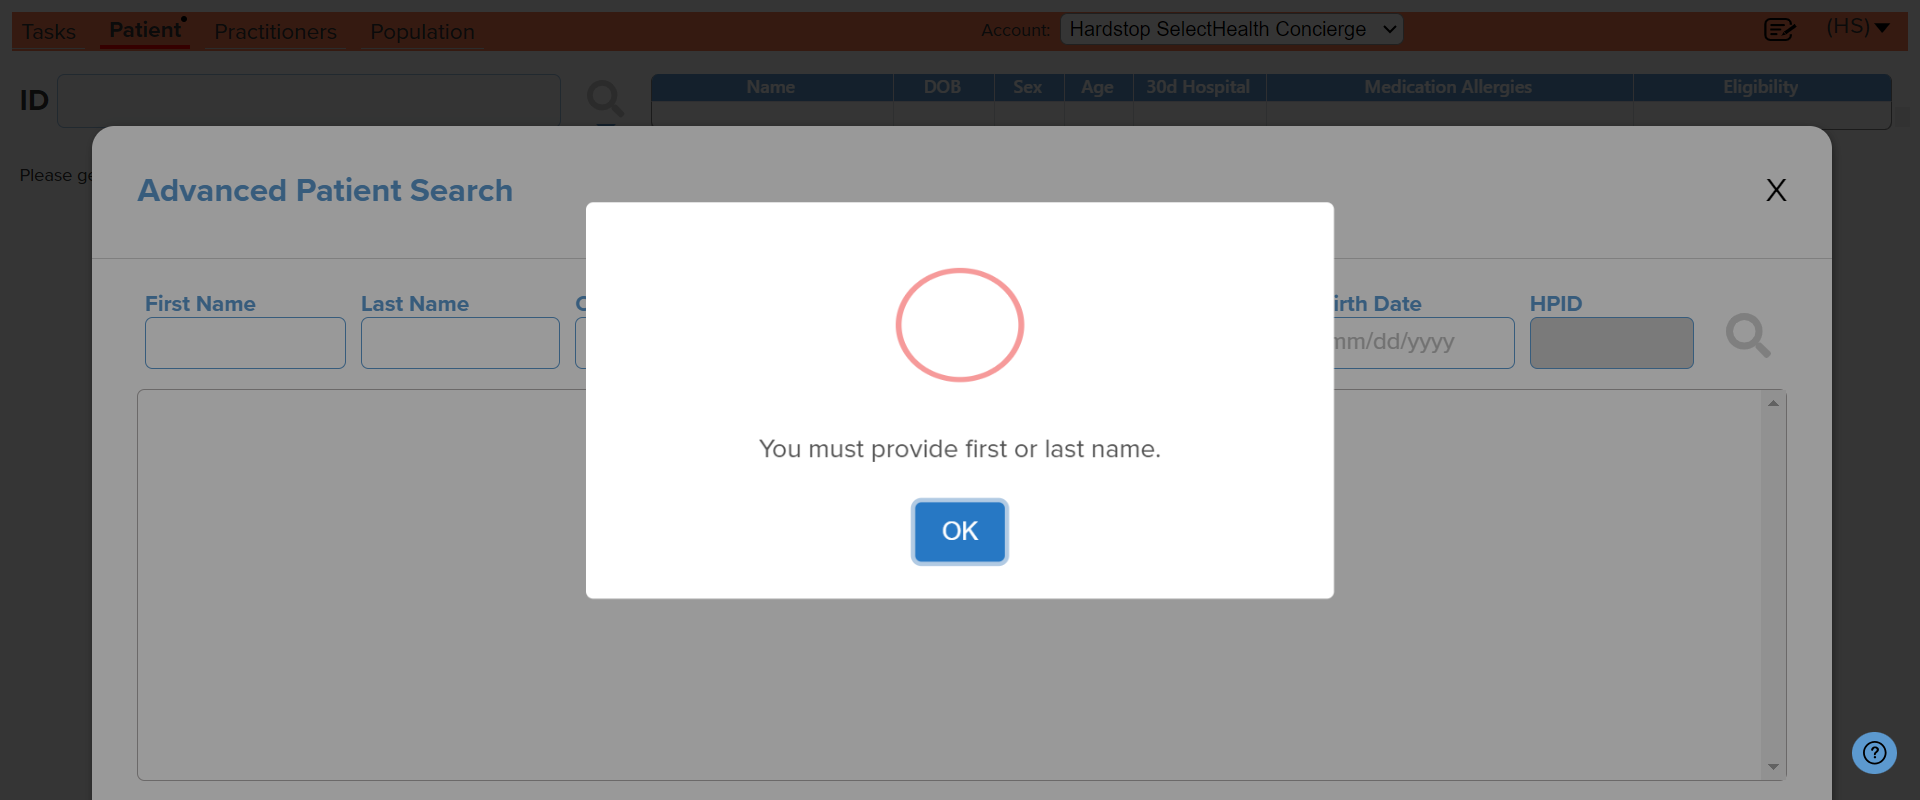 Tasks
Patient
Practitioners
Population
Account:
Hardstop SelectHealth Concierge
(HS)
ID
Name
DOB
Sex
Age
30d Hospital
Medication Allergies
Eligibility
Please
Advanced Patient Search
X
First Name
Last Name
irth Date
HPID
mm/dd/yyyy
You must provide first or last name.
OK
?